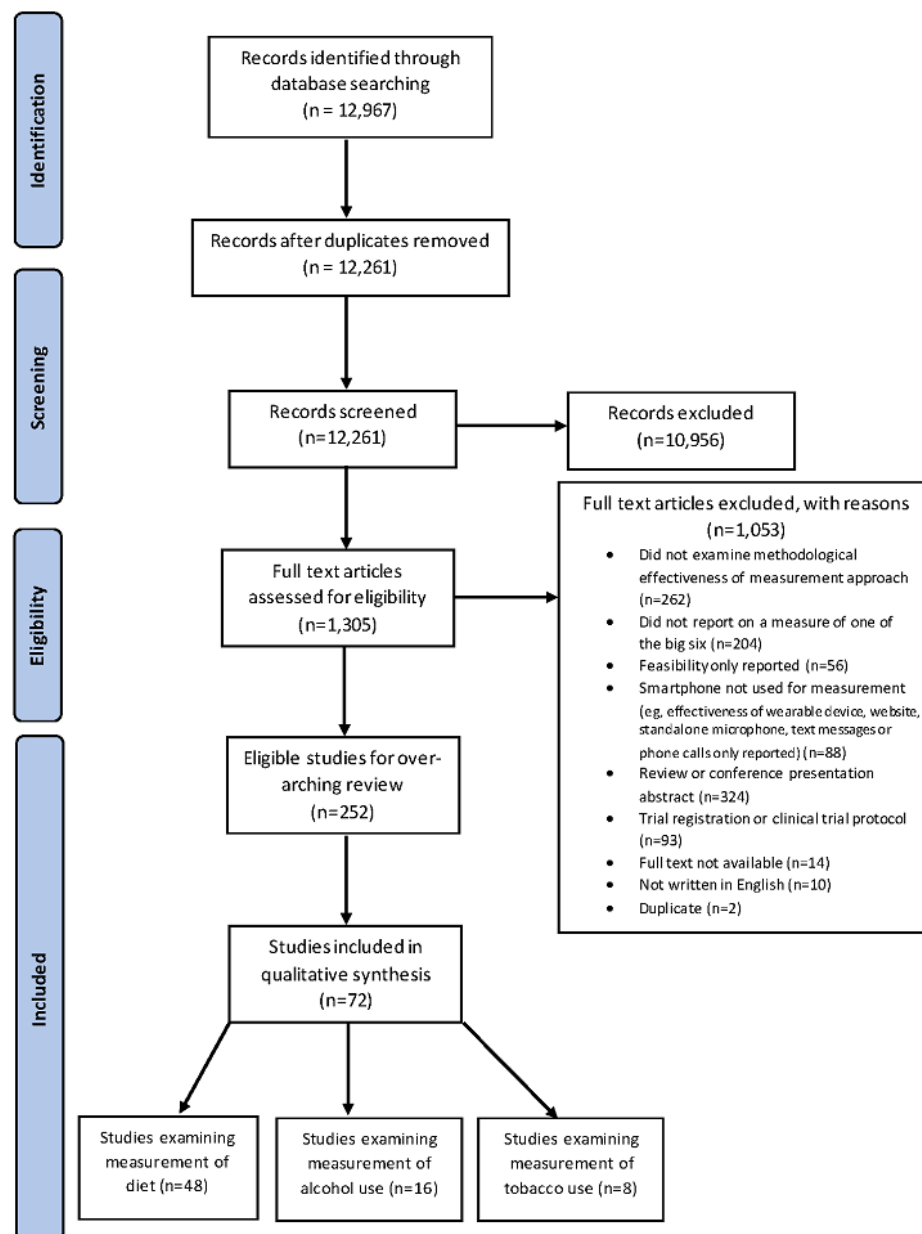 Identification
Records identified through
database searching
(n = 12,967)
Records after duplicates removed
(n = 12,261)
Screening
Records screened
(n=12,261)
Records excluded
(n=10,956)
Eligibility
Full text articles
assessed for eligibility
(n=1,305)
Full text articles excluded, with reasons
(n=1,053)
• Did not examine methodological
effectiveness of measurement approach
(n=262)
• Did not report on a measure of one of
the big six (n=204)
• Feasibility only reported (n=56)
• Smartphone not used for measurement
(eg, effectiveness of wearable device, website,
standalone microphone, text messages or
phone calls only reported) (n=88)
• Review or conference presentation
abstract (n=324)
• Trial registration or clinical trial protocol
(n=93)
• Full text not available (n=14)
• Not written in English (n=10)
• Duplicate (n=2)
Included
Eligible studies for over-
arching review
(n=252)
Studies included in
qualitative synthesis
(n=72)
Studies examining
measurement of
diet (n=48)
Studies examining
measurement of
alcohol use (n=16)
Studies examining
measurement of
tobacco use (n=8)